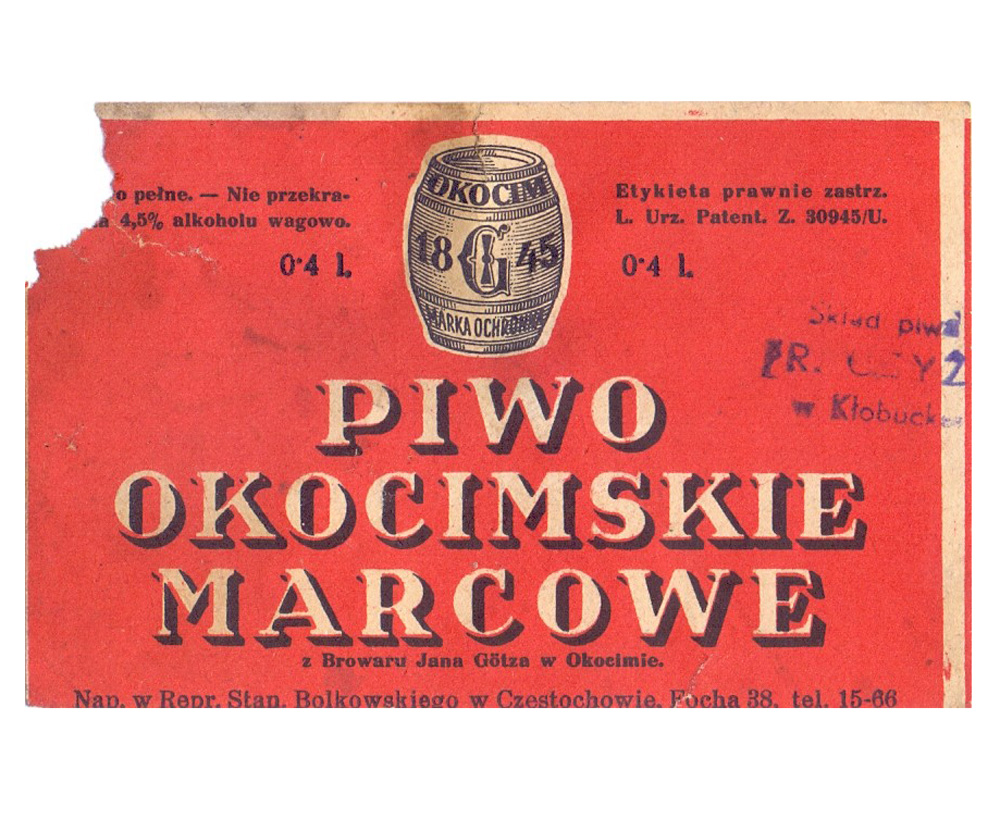 pełne. — Nie przekra-
4,5% alkoholu wagowo.
0·4 l.
OKOCIM
18 G 45
MARKA OCHRONNA
Etykieta prawnie zastrz.
L. Urz. Patent. Z. 30945/U.
0·4 l.
Skład piwa
FR.
w Kłobucke
PIWO
OKOCIMSKIE
MARCOWE
z Browaru Jana Götza w Okocimie.
Nap. w Repr. Stan. Bolkowskiego w Częstochowie, Focha 38, tel. 15-66